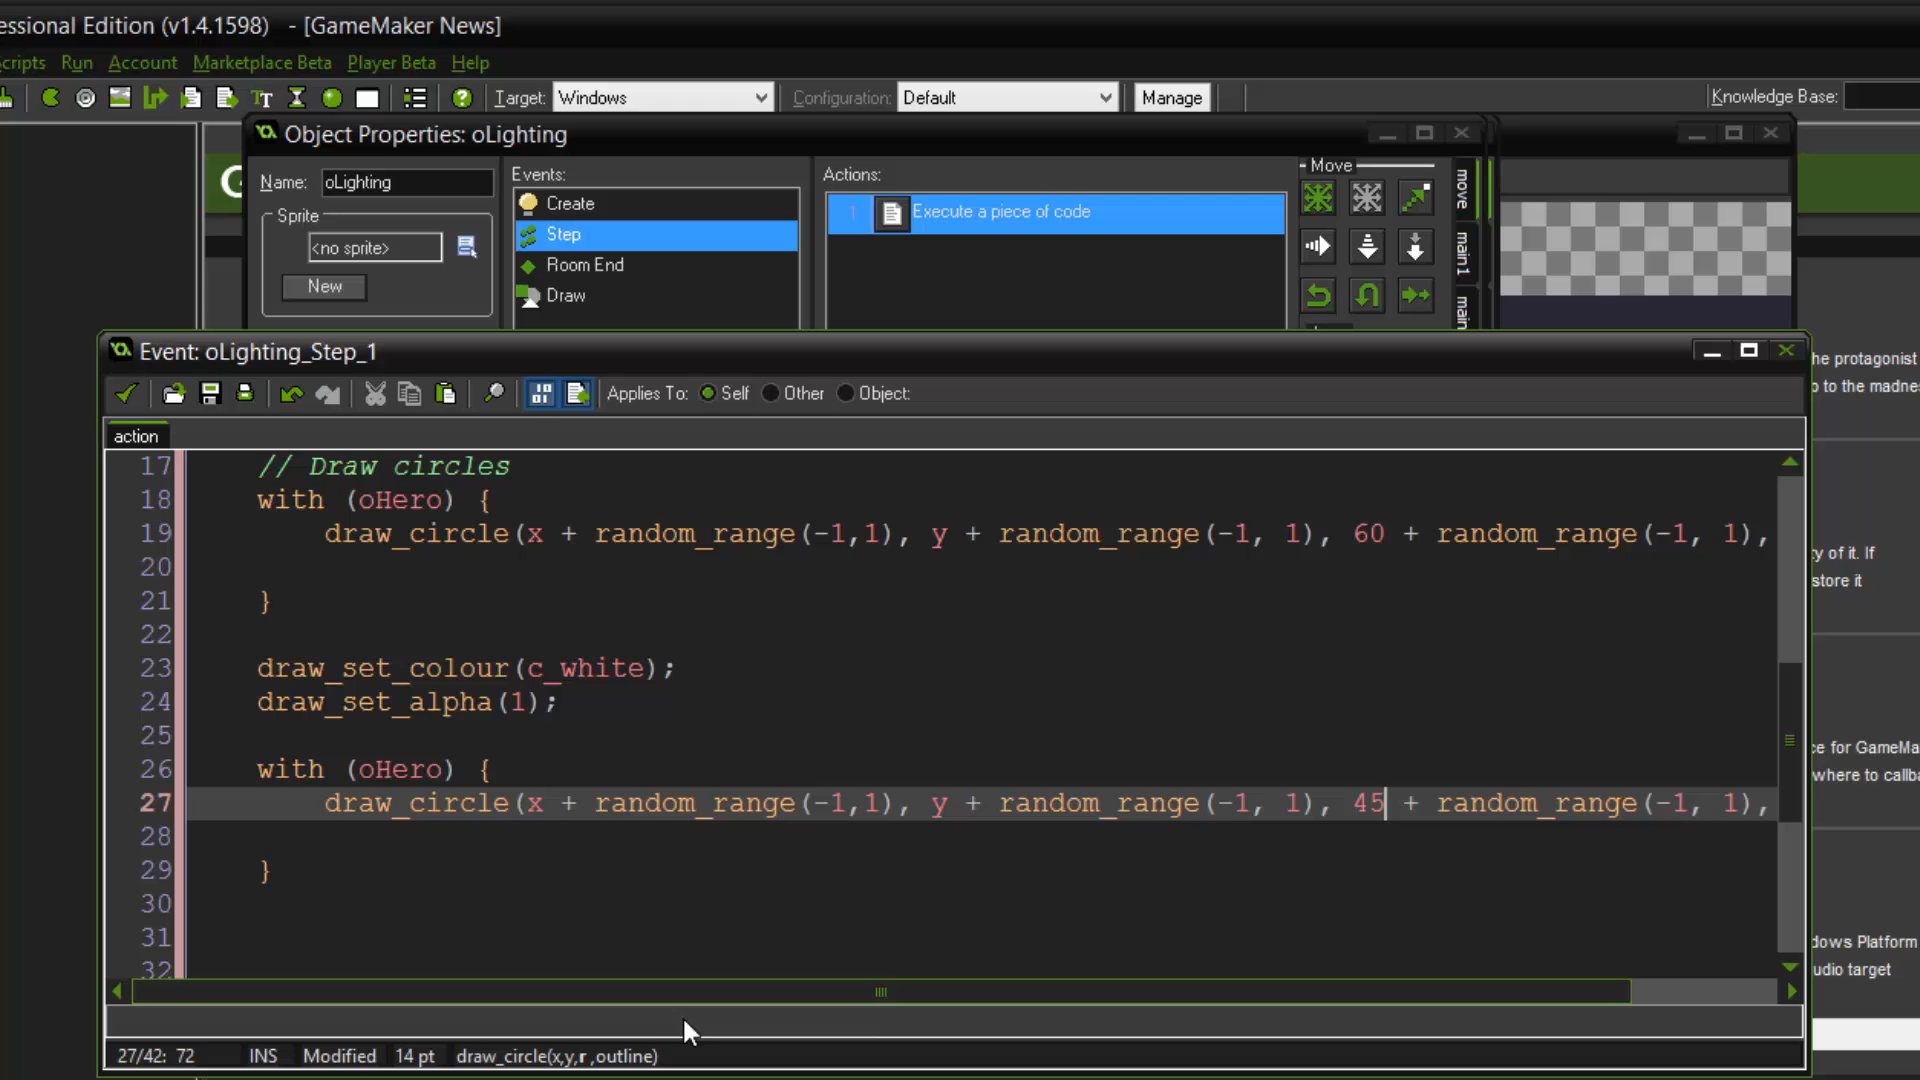 essional Edition (v1.4.1598) - [GameMaker News]
cripts Run Account Marketplace Beta Player Beta Help
Target: Windows Configuration: Default Manage Knowledge Base:
Object Properties: oLighting
Name: oLighting
Sprite
<no sprite>
New
Events:
Create
Step
Room End
Draw
Actions:
1 Execute a piece of code
Move
move
main1
main
G
Event: oLighting_Step_1
Applies To: Self Other Object:
action
17 // Draw circles
18 with (oHero) {
19 draw_circle(x + random_range(-1,1), y + random_range(-1, 1), 60 + random_range(-1, 1),
20
21 }
22
23 draw_set_colour(c_white);
24 draw_set_alpha(1);
25
26 with (oHero) {
27 draw_circle(x + random_range(-1,1), y + random_range(-1, 1), 45 + random_range(-1, 1),
28
29 }
30
31
32
27/42: 72 INS Modified 14 pt draw_circle(x,y,r ,outline)
he protagonist
o to the madne
y of it. If
store it
ce for GameMa
where to callba
dows Platform
udio target